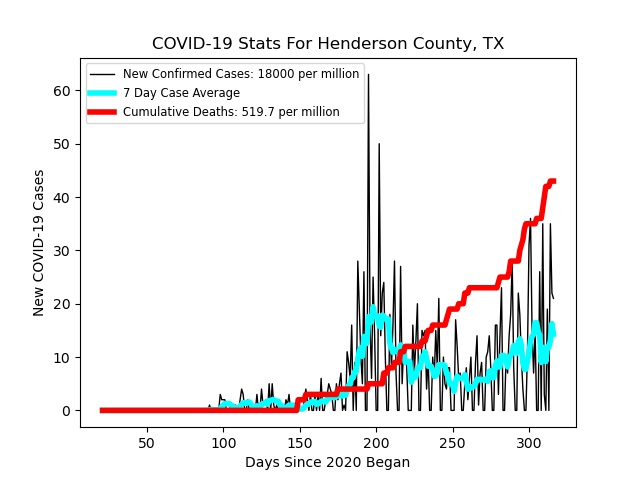 COVID-19 Stats For Henderson County, TX
New Confirmed Cases: 18000 per million
7 Day Case Average
Cumulative Deaths: 519.7 per million
New COVID-19 Cases
60
50
40
30
20
10
0
50 100 150 200 250 300
Days Since 2020 Began